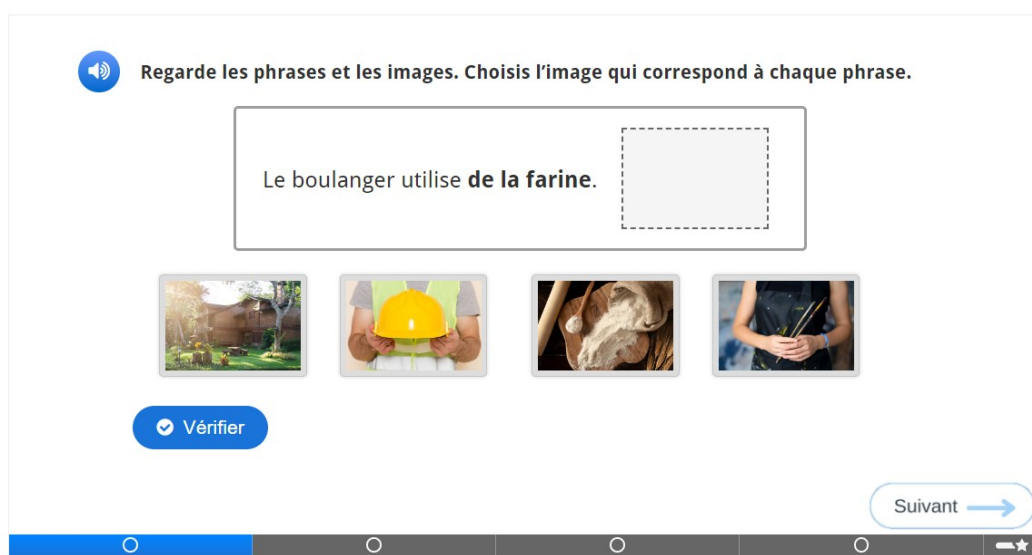 Regarde les phrases et les images. Choisis l’image qui correspond à chaque phrase.
Le boulanger utilise de la farine.
Vérifier
Suivant